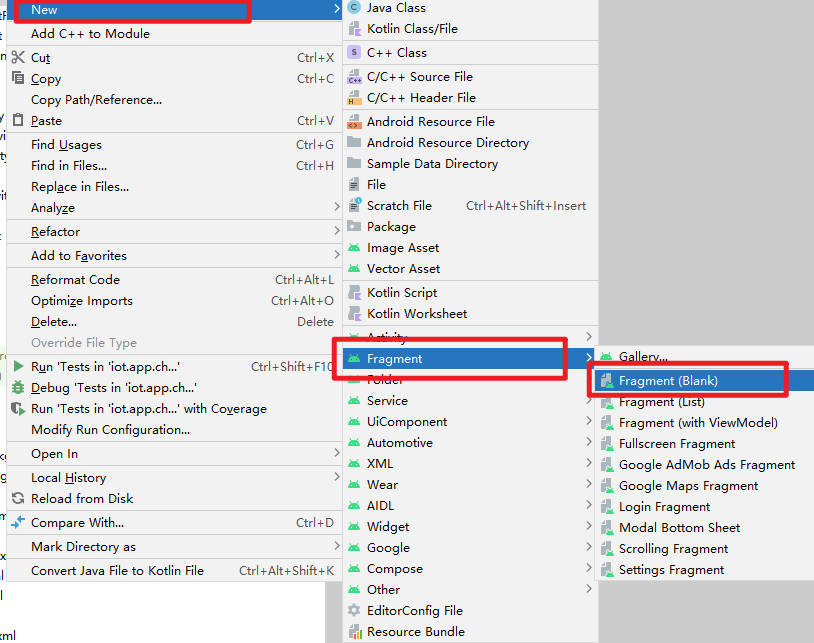 New
Add C++ to Module
Cut Ctrl+X
Copy Ctrl+C
Copy Path/Reference...
Paste Ctrl+V
Find Usages Ctrl+G
Find in Files... Ctrl+H
Replace in Files...
Analyze
Refactor
Add to Favorites
Reformat Code Ctrl+Alt+L
Optimize Imports Ctrl+Alt+O
Delete... Delete
Override File Type
Run 'Tests in 'iot.app.ch...' Ctrl+Shift+F10
Debug 'Tests in 'iot.app.ch...'
Run 'Tests in 'iot.app.ch...' with Coverage
Modify Run Configuration...
Open In
Local History
Reload from Disk
Compare With... Ctrl+D
Mark Directory as
Convert Java File to Kotlin File Ctrl+Alt+Shift+K
Java Class
Kotlin Class/File
C++ Class
C/C++ Source File
C/C++ Header File
Android Resource File
Android Resource Directory
Sample Data Directory
File
Scratch File Ctrl+Alt+Shift+Insert
Package
Image Asset
Vector Asset
Kotlin Script
Kotlin Worksheet
Activity
Fragment
Folder
Service
UiComponent
Automotive
XML
Wear
AIDL
Widget
Google
Compose
Other
EditorConfig File
Resource Bundle
Gallery...
Fragment (Blank)
Fragment (List)
Fragment (with ViewModel)
Fullscreen Fragment
Google AdMob Ads Fragment
Google Maps Fragment
Login Fragment
Modal Bottom Sheet
Scrolling Fragment
Settings Fragment